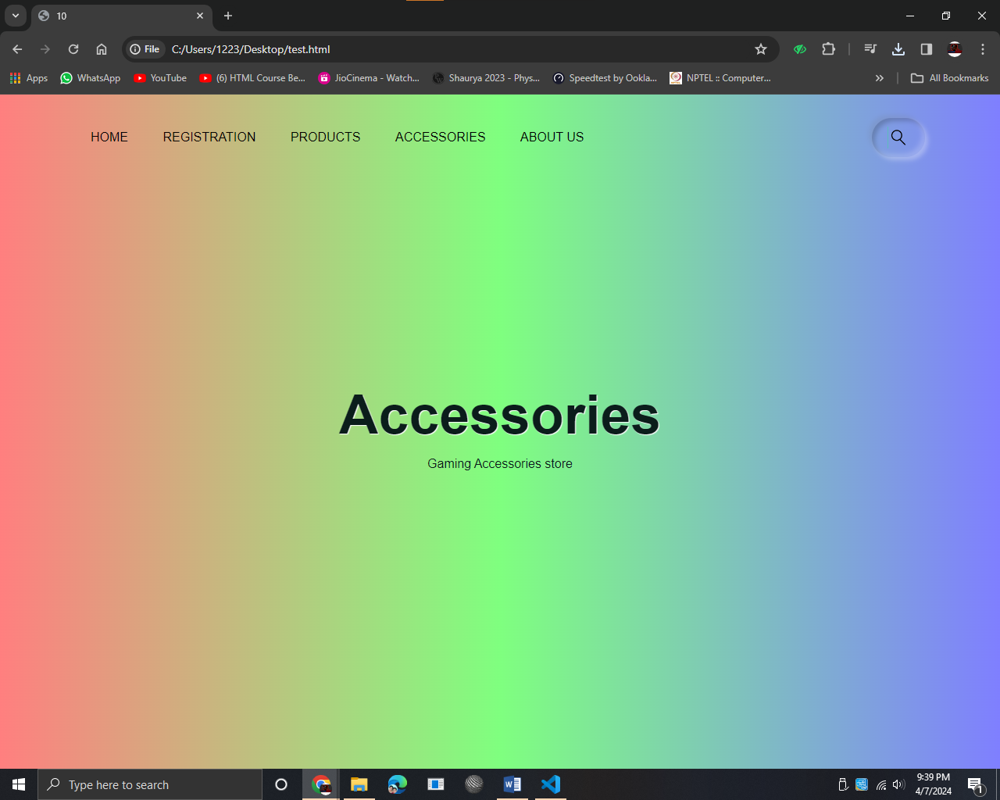 10
File
C:/Users/1223/Desktop/test.html
Apps
WhatsApp
YouTube
(6) HTML Course Be...
JioCinema - Watch...
Shaurya 2023 - Phys...
Speedtest by Ookla...
NPTEL :: Computer...
All Bookmarks
HOME
REGISTRATION
PRODUCTS
ACCESSORIES
ABOUT US
Accessories
Gaming Accessories store
Type here to search
9:39 PM
4/7/2024
1